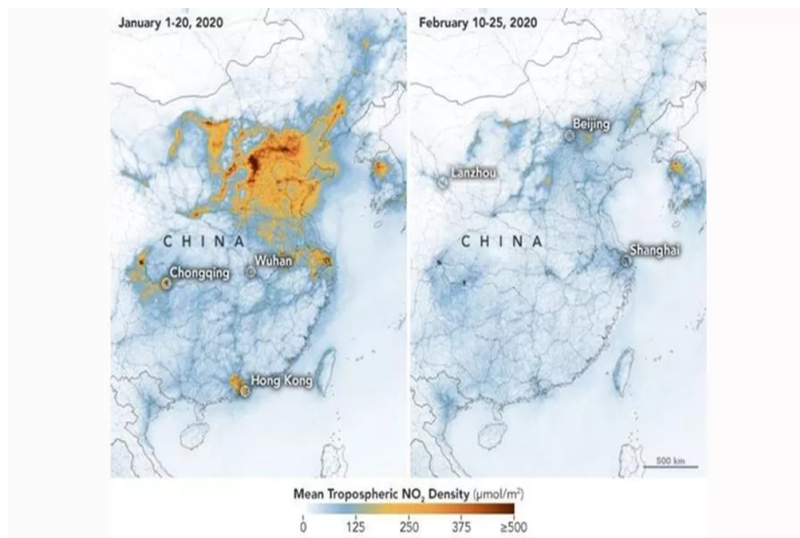 January 1-20, 2020
February 10-25, 2020
Beijing
Lanzhou
CHINA
CHINA
Shanghai
Wuhan
Chongqing
Hong Kong
500 km
Mean Tropospheric NO₂ Density (μmol/m²)
0 125 250 375 ≥500